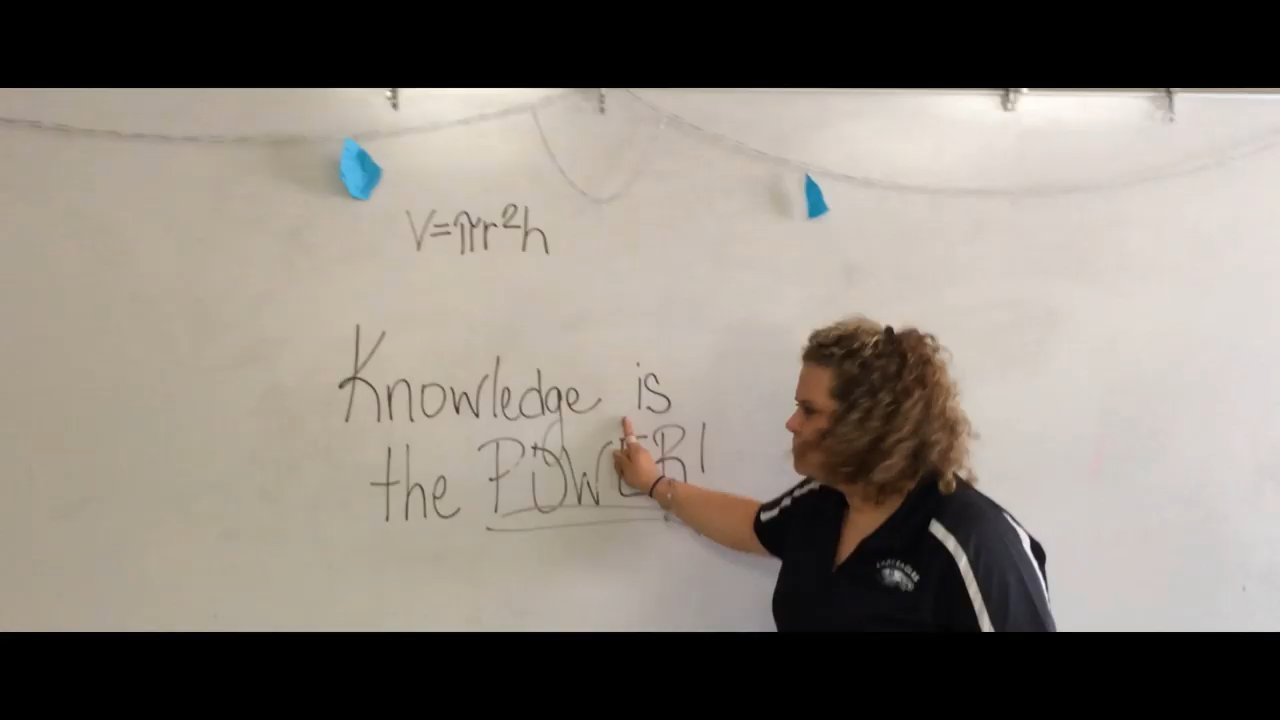 V=πr²h
Knowledge is
the POWER!